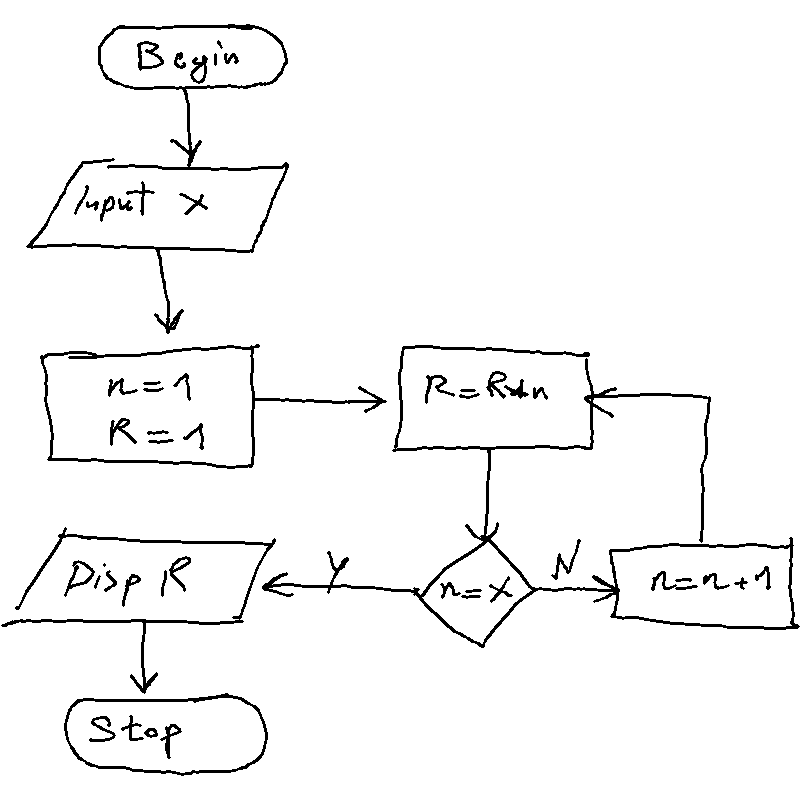 Begin
Input x
n = 1
R = 1
R = R*n
n = x
Y
N
n = n + 1
Disp R
Stop